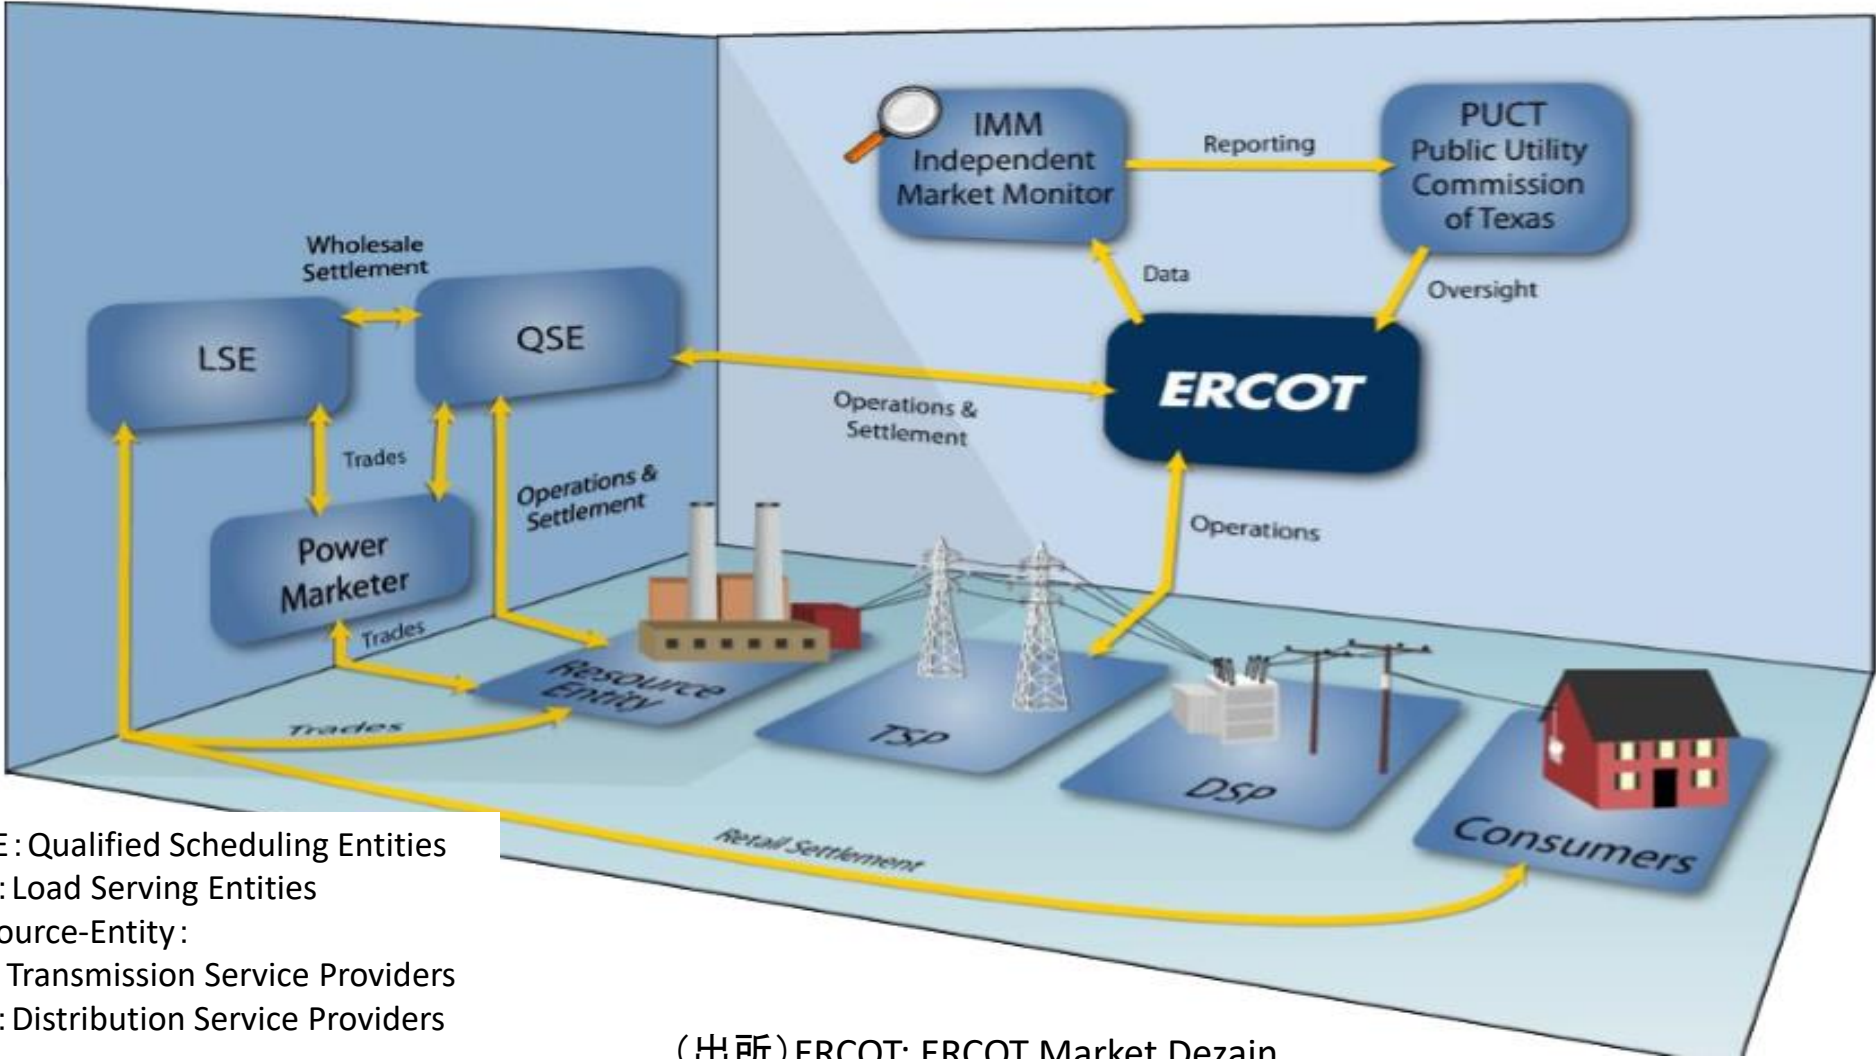 IMM
Independent
Market Monitor
Reporting
PUCT
Public Utility
Commission
of Texas
Wholesale
Settlement
Data
Oversight
LSE
QSE
ERCOT
Operations &
Settlement
Trades
Operations &
Settlement
Operations
Power
Marketer
Trades
Resource
Entity
Trades
TSP
DSP
Consumers
Retail Settlement
E：Qualified Scheduling Entities
：Load Serving Entities
ource-Entity：
Transmission Service Providers
：Distribution Service Providers
（出所）ERCOT: ERCOT Market Dezain